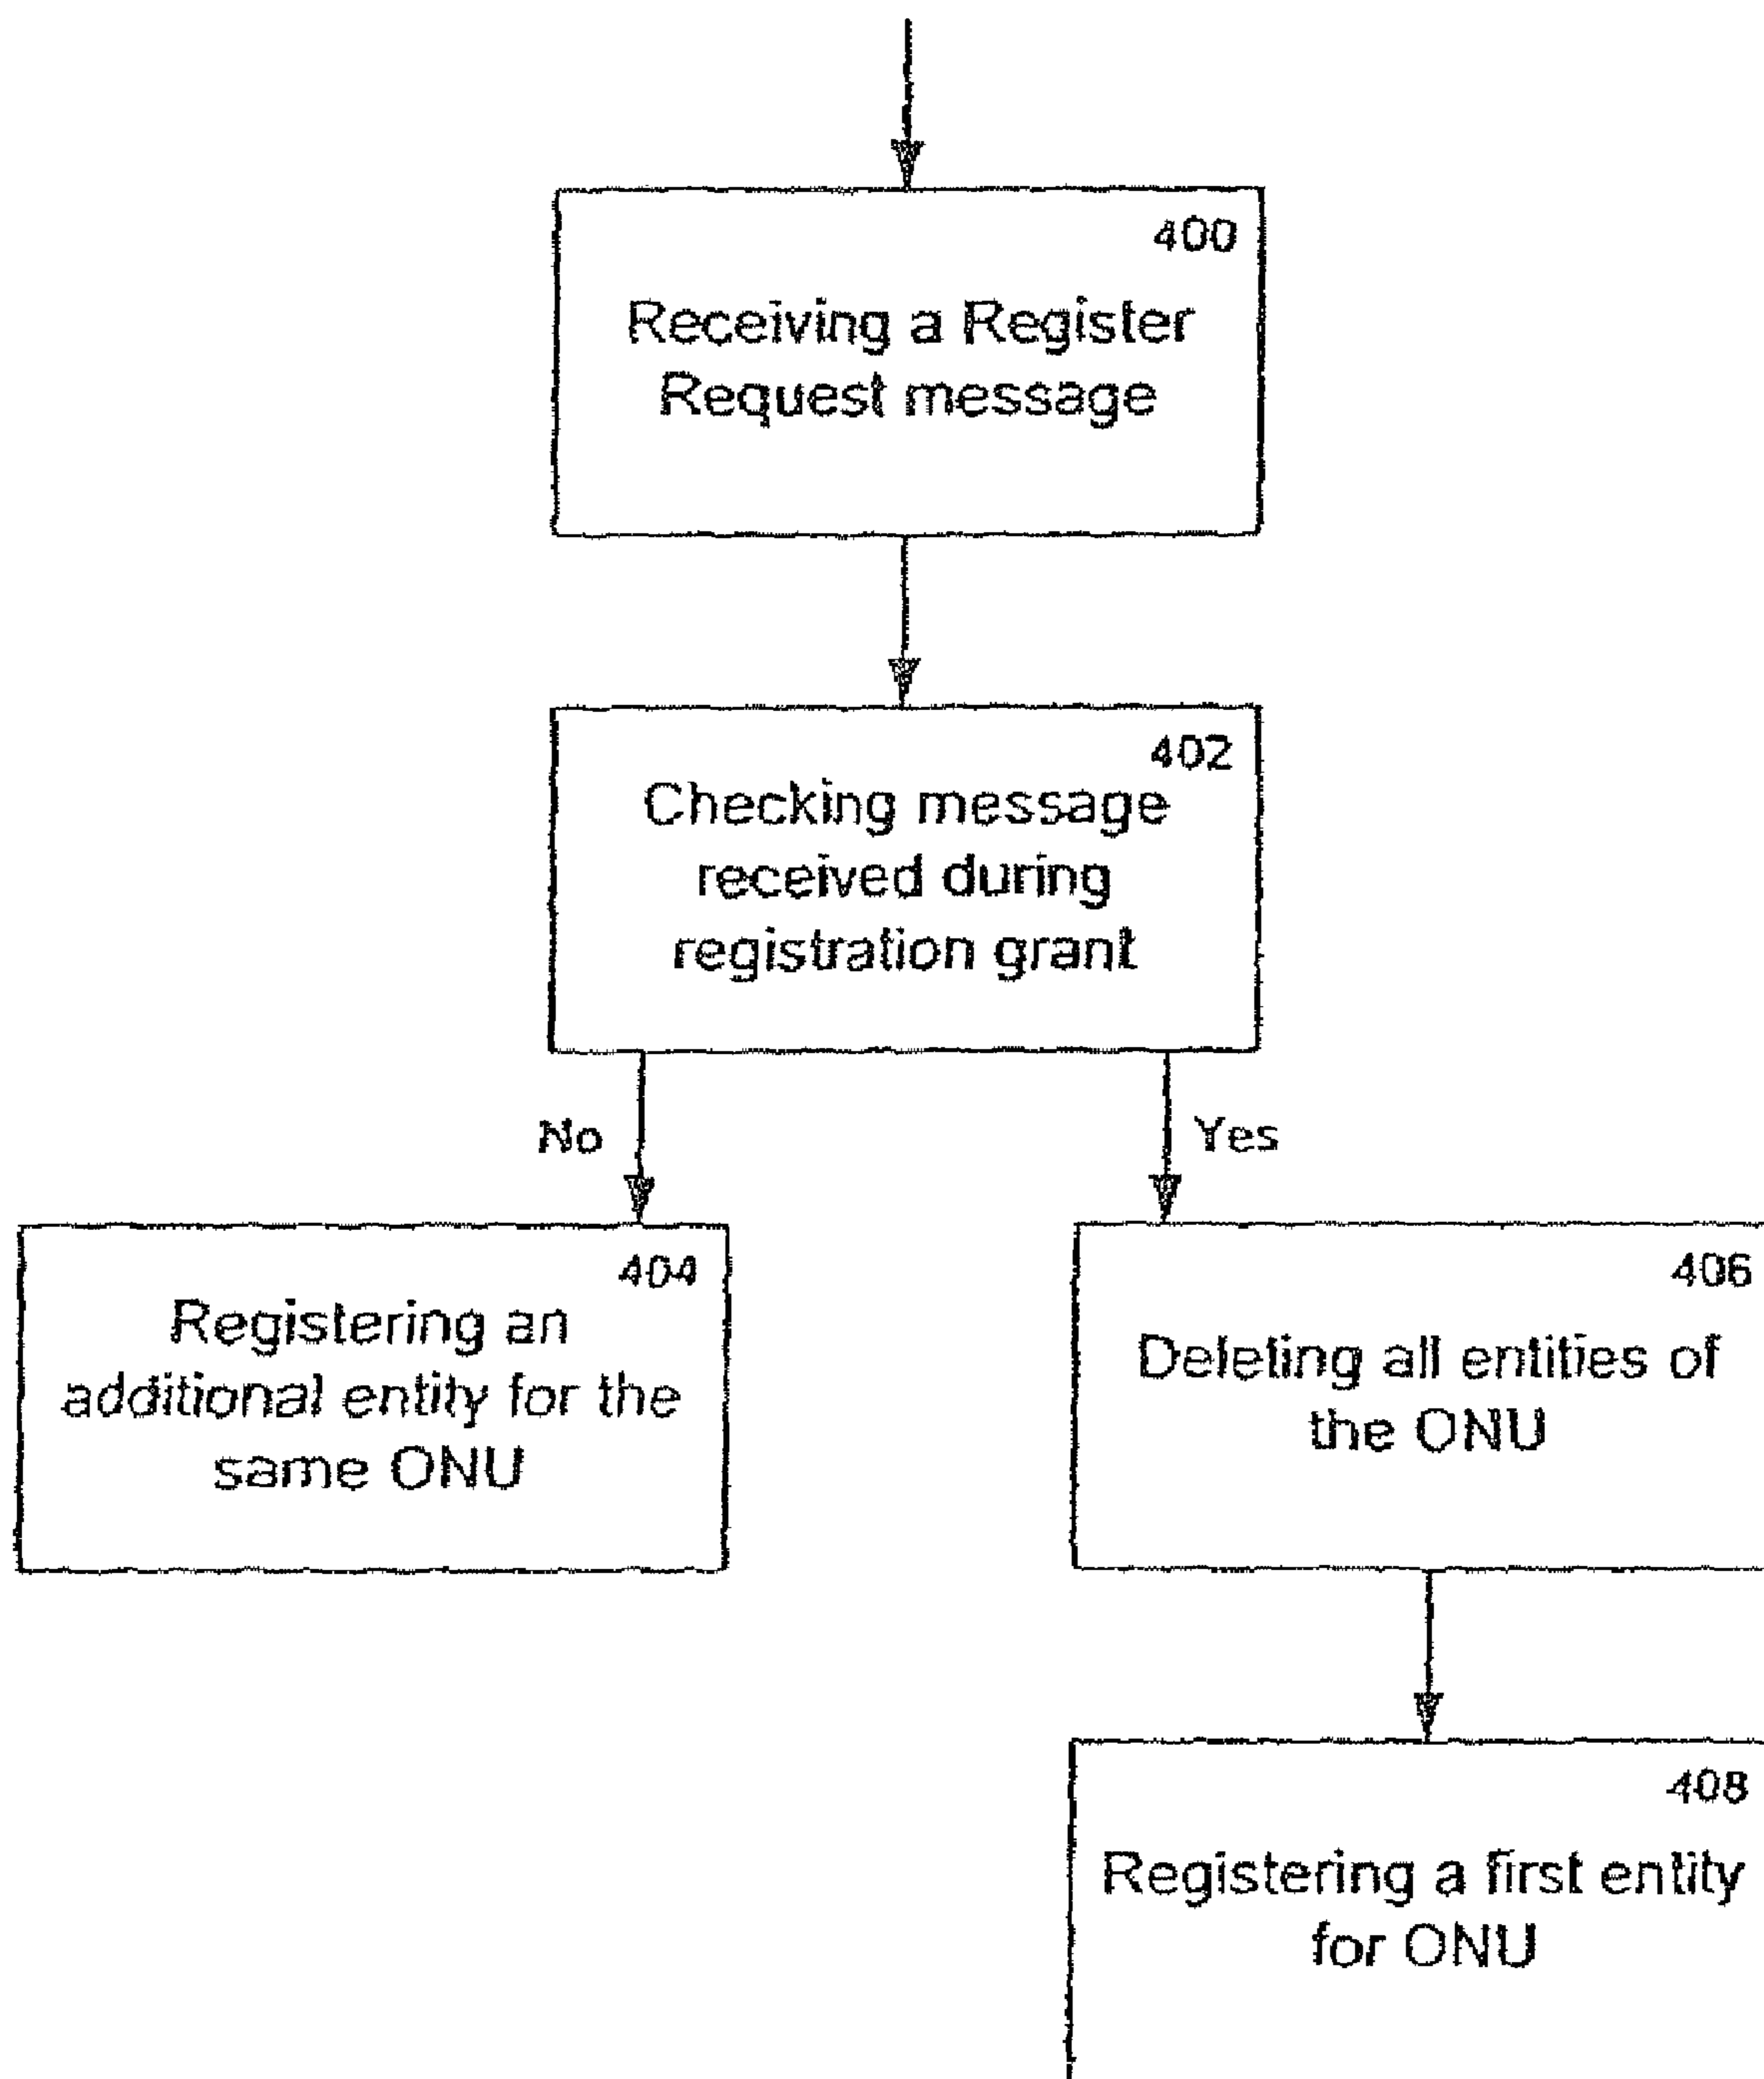 400
Receiving a Register
Request message
402
Checking message
received during
registration grant
No
Yes
404
Registering an
additional entity for the
same ONU
406
Deleting all entities of
the ONU
408
Registering a first entity
for ONU